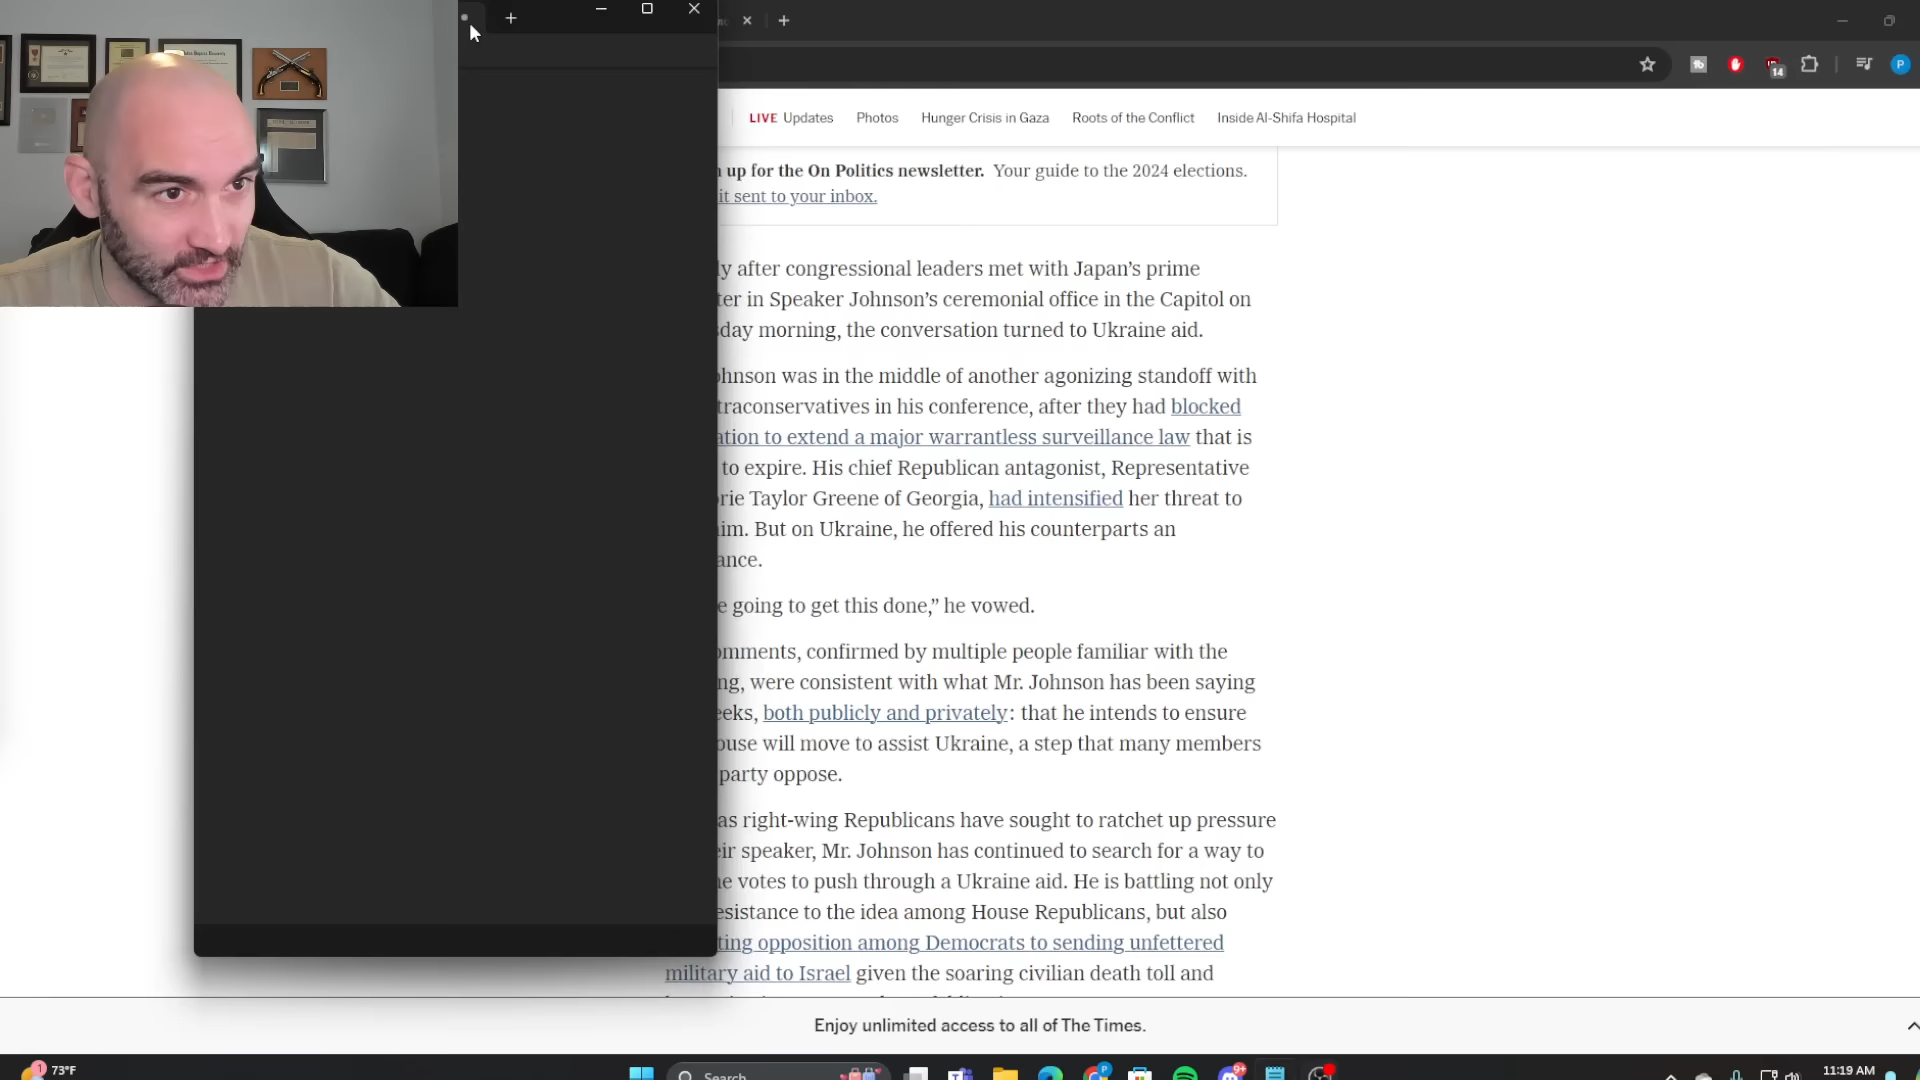 LIVE Updates Photos Hunger Crisis in Gaza Roots of the Conflict Inside Al-Shifa Hospital
up for the On Politics newsletter. Your guide to the 2024 elections.
it sent to your inbox.
ly after congressional leaders met with Japan’s prime
ter in Speaker Johnson’s ceremonial office in the Capitol on
sday morning, the conversation turned to Ukraine aid.
ohnson was in the middle of another agonizing standoff with
traconservatives in his conference, after they had blocked
ation to extend a major warrantless surveillance law that is
to expire. His chief Republican antagonist, Representative
rie Taylor Greene of Georgia, had intensified her threat to
im. But on Ukraine, he offered his counterparts an
ance.
e going to get this done,” he vowed.
omments, confirmed by multiple people familiar with the
ng, were consistent with what Mr. Johnson has been saying
eeks, both publicly and privately: that he intends to ensure
ouse will move to assist Ukraine, a step that many members
party oppose.
as right-wing Republicans have sought to ratchet up pressure
eir speaker, Mr. Johnson has continued to search for a way to
e votes to push through a Ukraine aid. He is battling not only
esistance to the idea among House Republicans, but also
ting opposition among Democrats to sending unfettered
military aid to Israel given the soaring civilian death toll and
Enjoy unlimited access to all of The Times.
1 73°F
Search
9+
11:19 AM
14
P